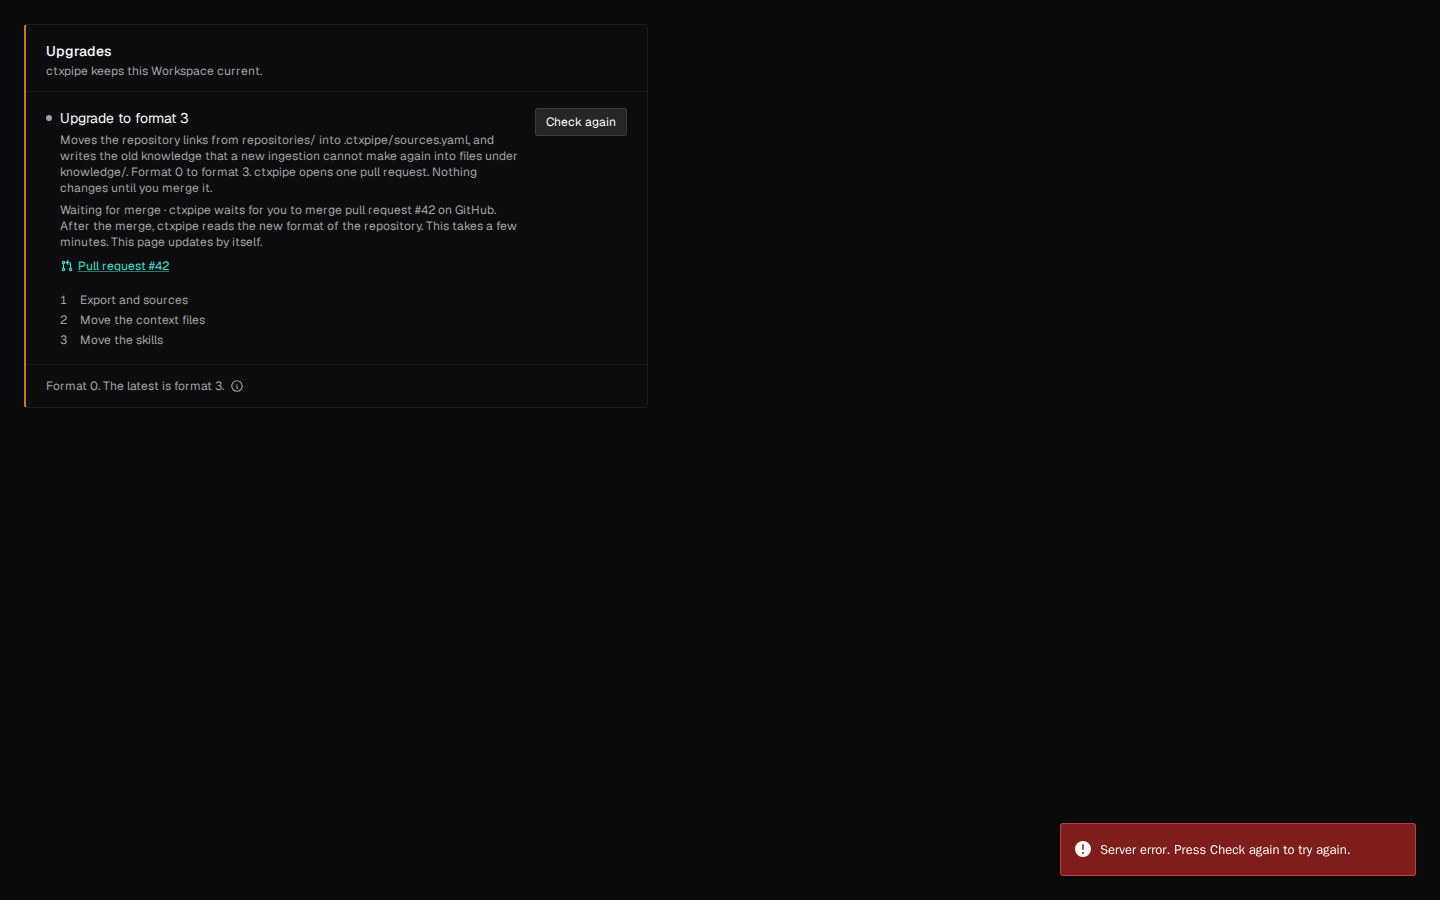 Upgrades
ctxpipe keeps this Workspace current.
Upgrade to format 3
Check again
Moves the repository links from repositories/ into .ctxpipe/sources.yaml, and
writes the old knowledge that a new ingestion cannot make again into files under
knowledge/. Format 0 to format 3. ctxpipe opens one pull request. Nothing
changes until you merge it.
Waiting for merge · ctxpipe waits for you to merge pull request #42 on GitHub.
After the merge, ctxpipe reads the new format of the repository. This takes a few
minutes. This page updates by itself.
Pull request #42
1 Export and sources
2 Move the context files
3 Move the skills
Format 0. The latest is format 3.
Server error. Press Check again to try again.